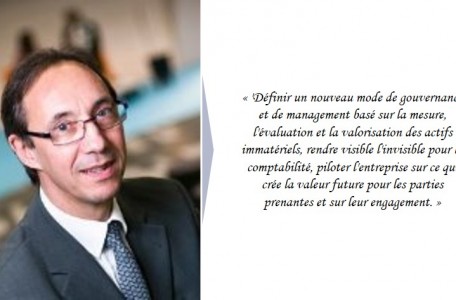 « Définir un nouveau mode de gouvernanc
et de management basé sur la mesure,
l'évaluation et la valorisation des actifs
immatériels, rendre visible l'invisible pour l
comptabilité, piloter l'entreprise sur ce qu
crée la valeur future pour les parties
prenantes et sur leur engagement. »